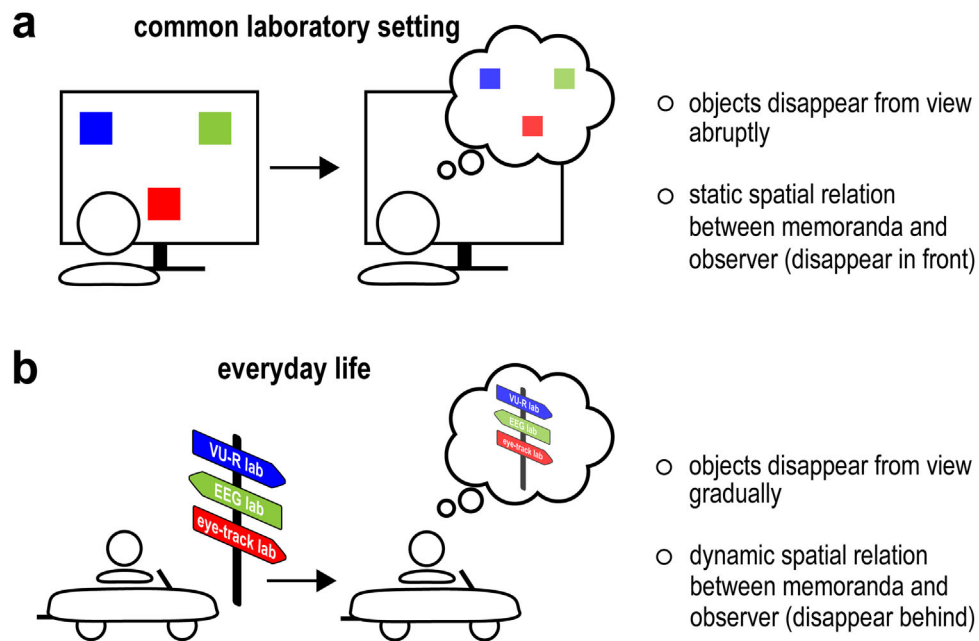 a
common laboratory setting
objects disappear from view
abruptly
static spatial relation
between memoranda and
observer (disappear in front)
b
everyday life
VU-R lab
EEG lab
eye-track lab
VU-R lab
EEG lab
eye-track lab
objects disappear from view
gradually
dynamic spatial relation
between memoranda and
observer (disappear behind)